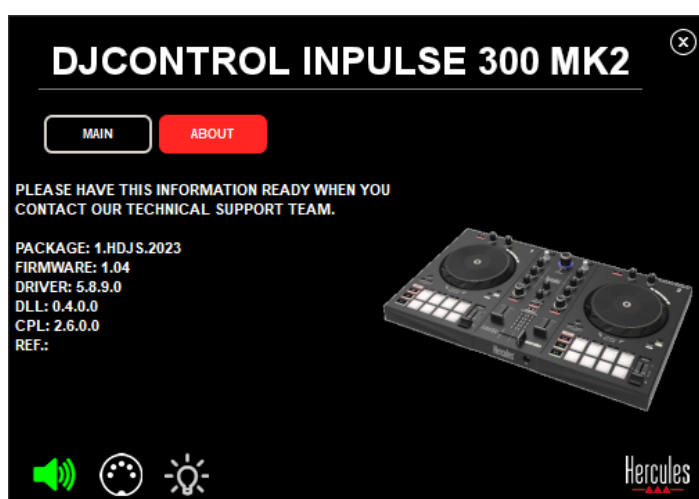 DJCONTROL INPULSE 300 MK2
MAIN
ABOUT
PLEASE HAVE THIS INFORMATION READY WHEN YOU
CONTACT OUR TECHNICAL SUPPORT TEAM.
PACKAGE: 1.HDJS.2023
FIRMWARE: 1.04
DRIVER: 5.8.9.0
DLL: 0.4.0.0
CPL: 2.6.0.0
REF.:
Hercules